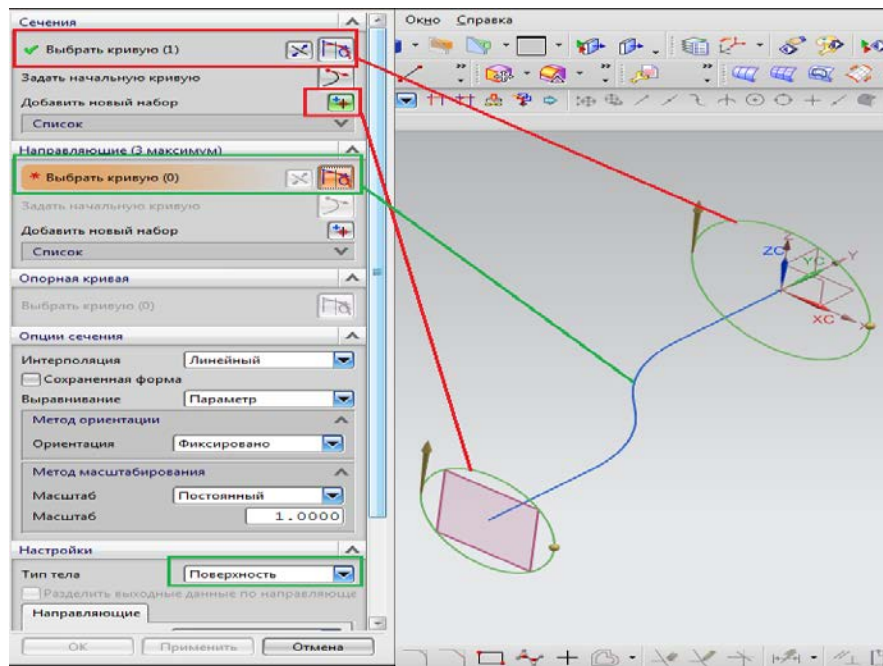 Сечения
Выбрать кривую (1)
Задать начальную кривую
Добавить новый набор
Список
Направляющие (3 максимум)
* Выбрать кривую (0)
Задать начальную кривую
Добавить новый набор
Список
Опорная кривая
Выбрать кривую (0)
Опции сечения
Интерполяция Линейный
Сохраненная форма
Выравнивание Параметр
Метод ориентации
Ориентация Фиксировано
Метод масштабирования
Масштаб Постоянный
Масштаб 1.0000
Настройки
Тип тела Поверхность
Разделить выходные данные по направляюще
Направляющие
OK Применить Отмена
Окно Справка
ZC
YC Y
XC X